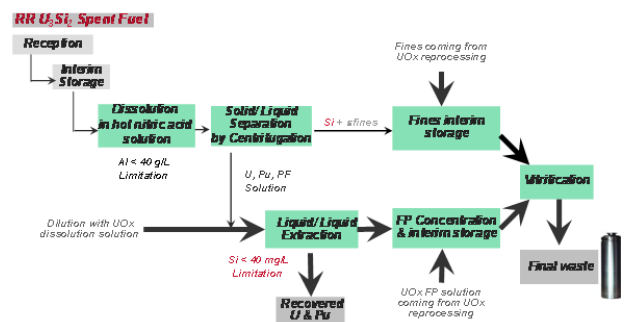 RR U3Si2 Spent Fuel
Reception
Interim
Storage
Dissolution
in hot nitric acid
solution
Al < 40 g/L
Limitation
Solid/Liquid
Separation
by Centrifugation
Si + sfines
Fines coming from
UOx reprocessing
Fines interim
storage
Vitrification
U, Pu, PF
Solution
Dilution with UOx
dissolution solution
Liquid/Liquid
Extraction
FP Concentration
& interim storage
Si < 40 mg/L
Limitation
Recovered
U & Pu
UOx FP solution
coming from UOx
reprocessing
Final waste